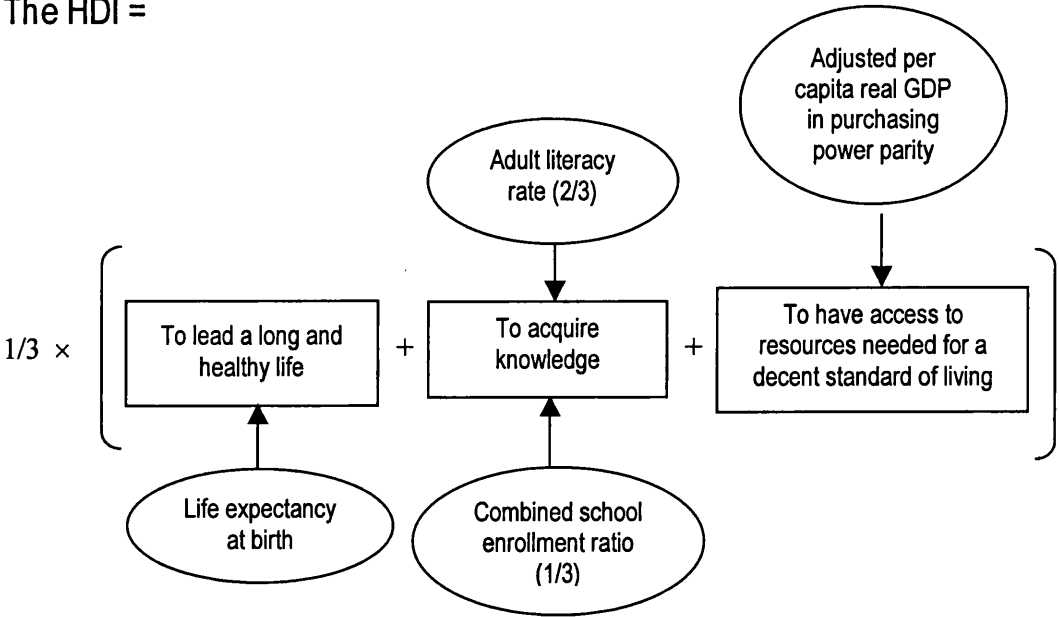 The HDI =
Adjusted per
capita real GDP
in purchasing
power parity
Adult literacy
rate (2/3)
1/3 ×
To lead a long and
healthy life
+
To acquire
knowledge
+
To have access to
resources needed for a
decent standard of living
Life expectancy
at birth
Combined school
enrollment ratio
(1/3)